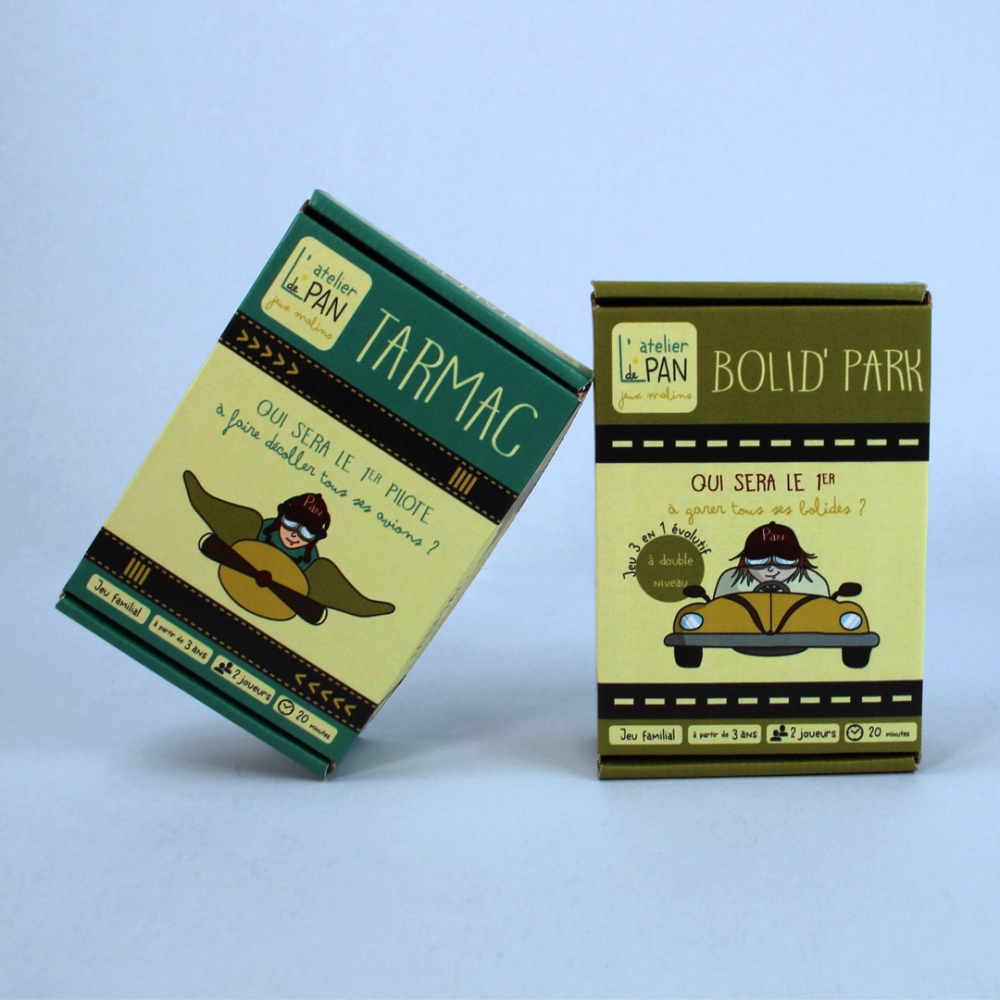 L'atelier
de PAN
jeux malins
TARMAC
>>>>>
QUI SERA LE 1ER PILOTE
à faire décoller tous ses avions ?
Pan
Jeu familial
à partir de 3 ANS
2 joueurs
20 minutes
L'atelier
de PAN
jeux malins
BOLID' PARK
QUI SERA LE 1ER
à garer tous ses bolides ?
Jeu 3 en 1 évolutif
à double
NIVEAU
Pan
Jeu familial
à partir de 3 ANS
2 joueurs
20 minutes